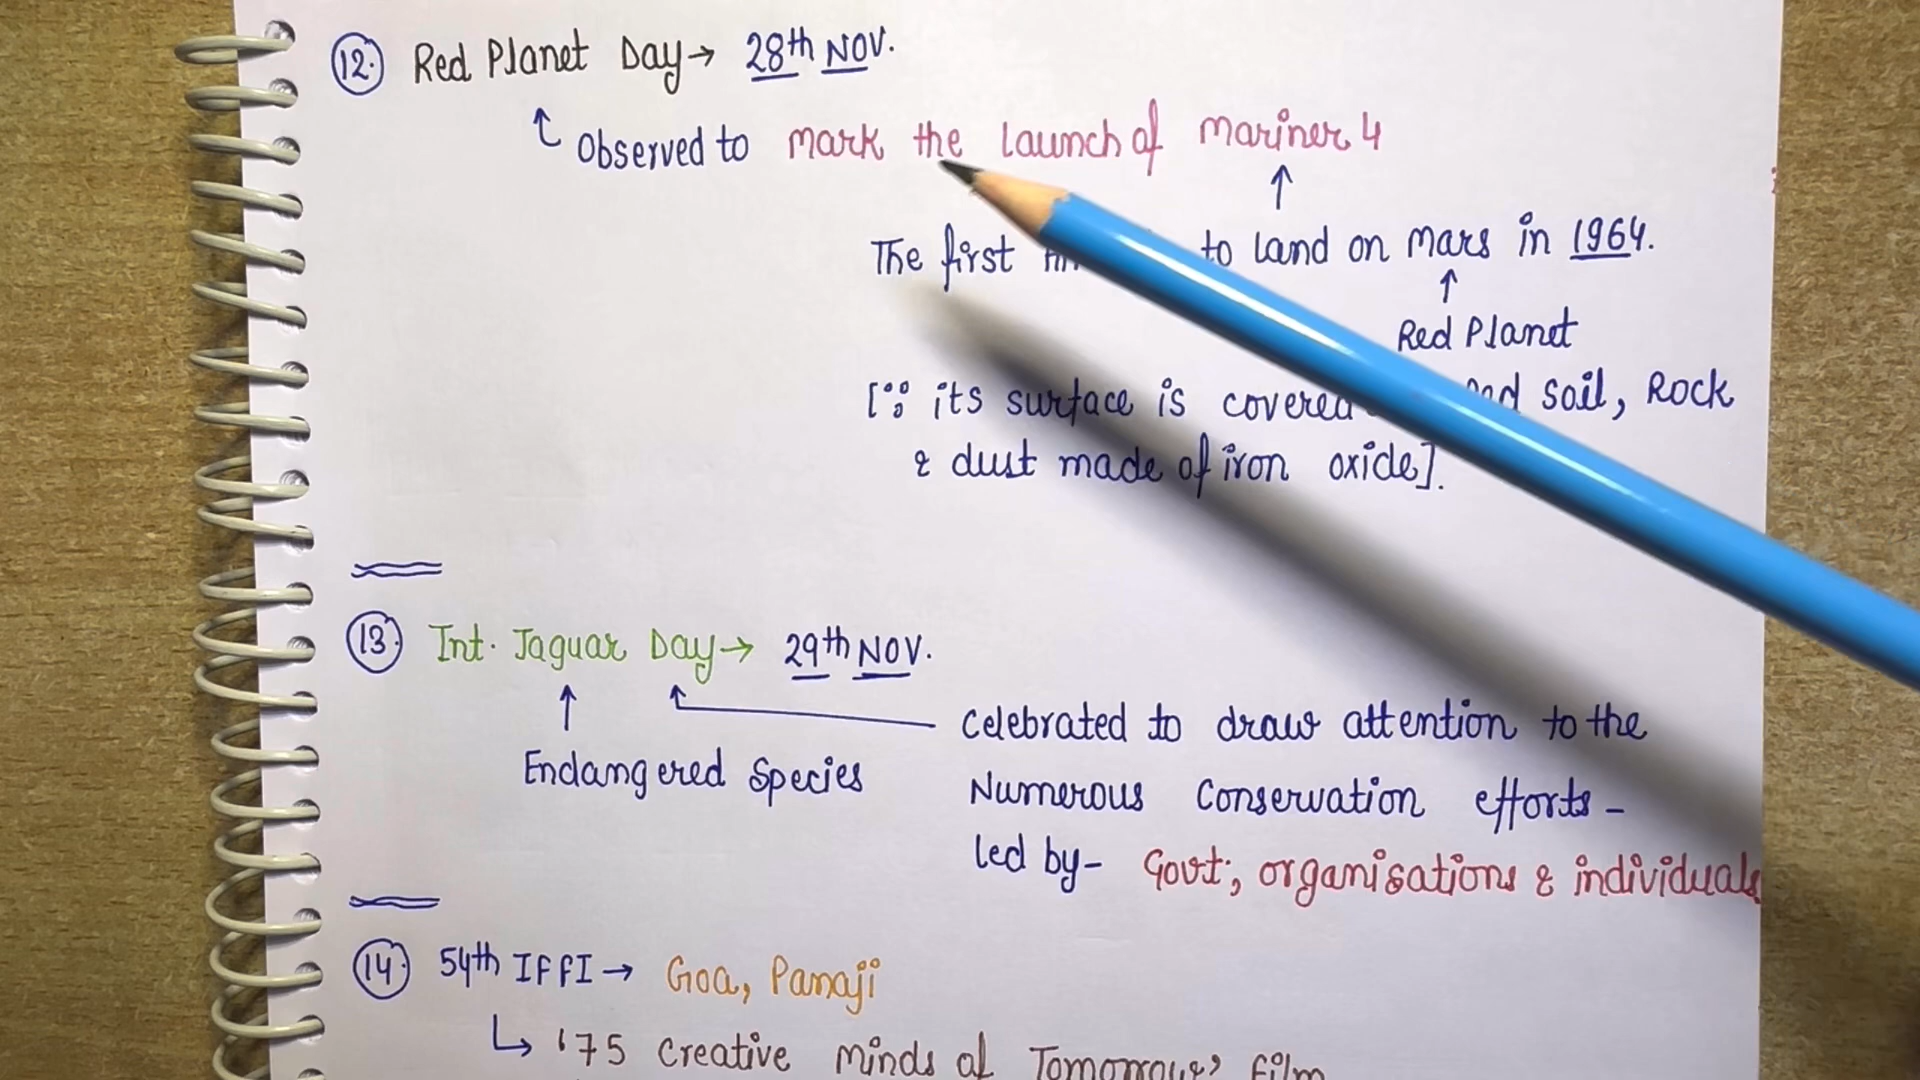 12. Red Planet Day → 28th NOV.
Observed to mark the launch of Mariner 4
The first to land on Mars in 1964.
Red Planet
[∵ its surface is covered soil, Rock
& dust made of iron oxide].
13. Int. Jaguar Day → 29th NOV.
Endangered Species
Celebrated to draw attention to the
Numerous Conservation efforts -
led by - Govt; organisations & individuals
14. 54th IFFI → Goa, Panaji
↳ '75 Creative Minds of Tomorrow' Film